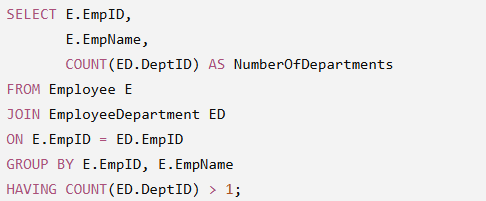 SELECT E.EmpID,
       E.EmpName,
       COUNT(ED.DeptID) AS NumberOfDepartments
FROM Employee E
JOIN EmployeeDepartment ED
ON E.EmpID = ED.EmpID
GROUP BY E.EmpID, E.EmpName
HAVING COUNT(ED.DeptID) > 1;